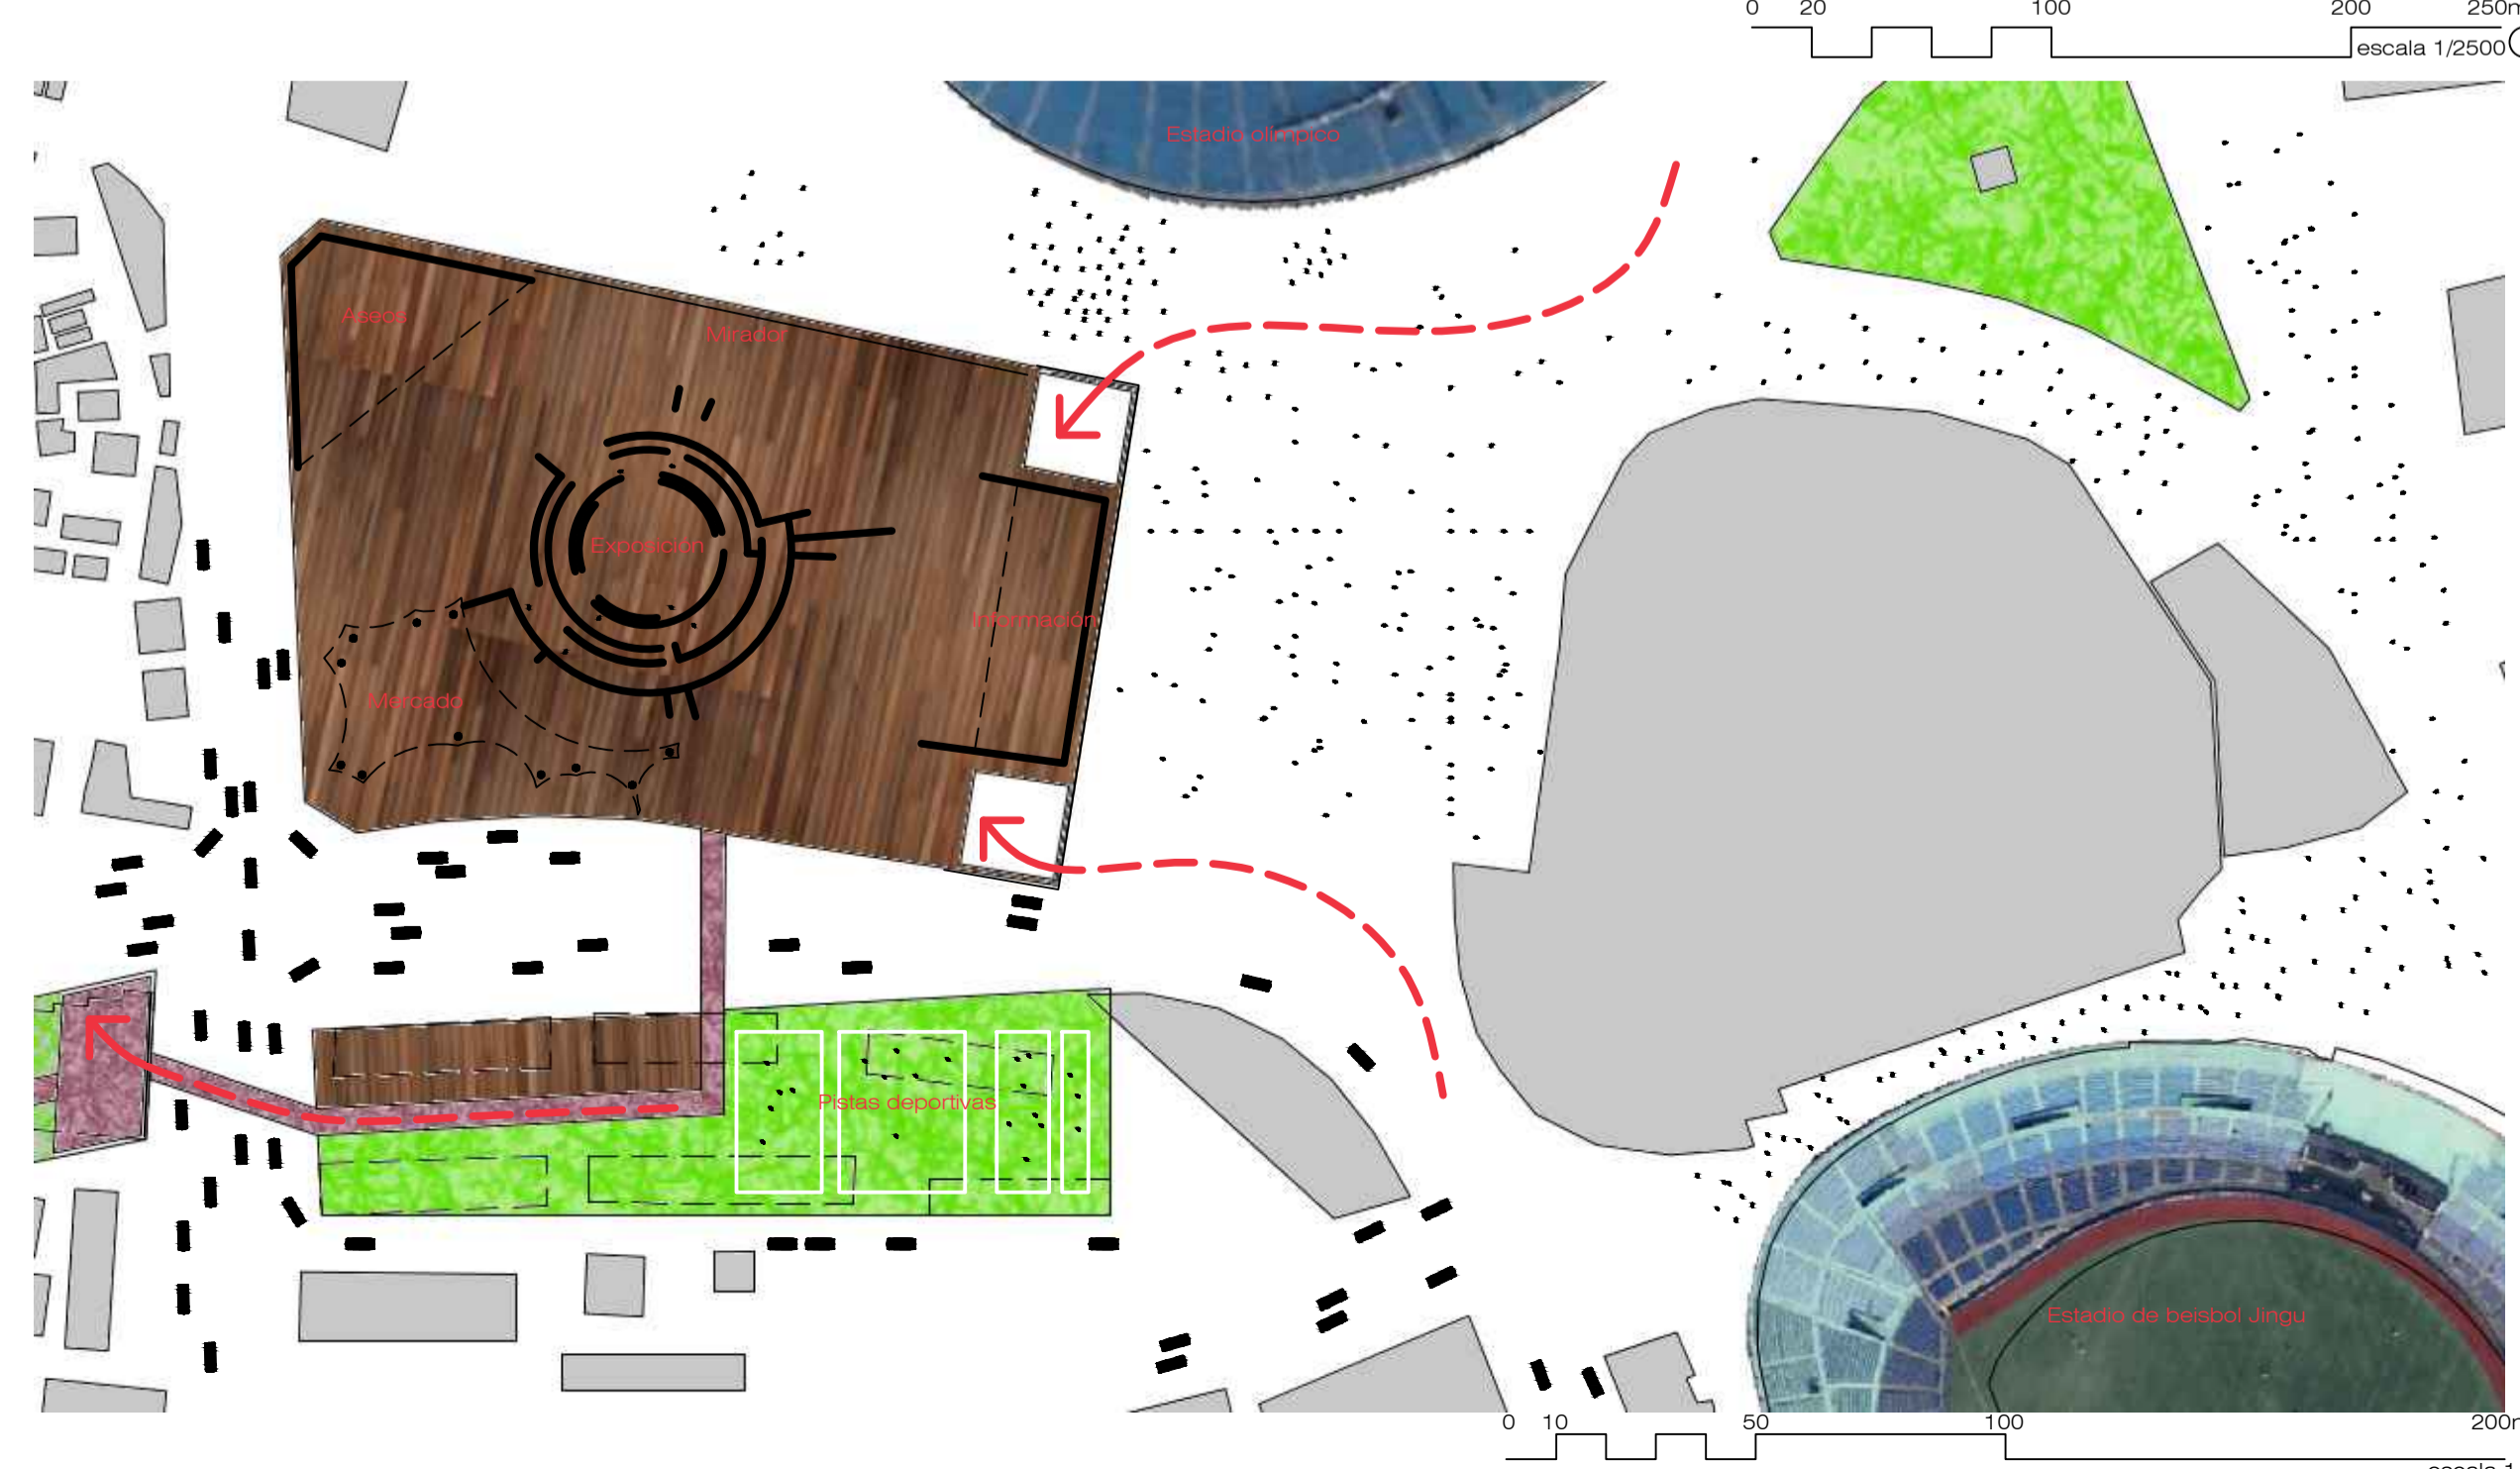 0 20 100 200 250m
escala 1/2500
Estadio olímpico
Aseos
Mirador
Exposición
Información
Mercado
Pistas deportivas
Estadio de beisbol Jingu
0 10 50 100 200m